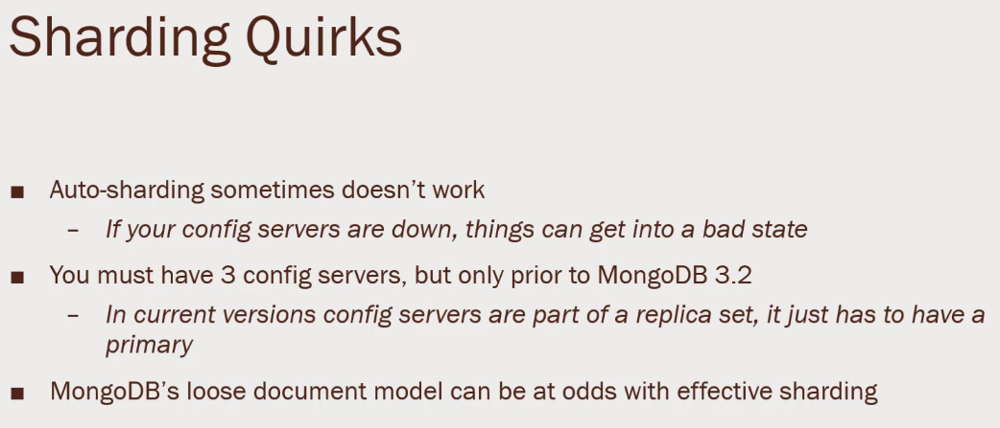 Sharding Quirks
■ Auto-sharding sometimes doesn't work
– If your config servers are down, things can get into a bad state
■ You must have 3 config servers, but only prior to MongoDB 3.2
– In current versions config servers are part of a replica set, it just has to have a
primary
■ MongoDB's loose document model can be at odds with effective sharding